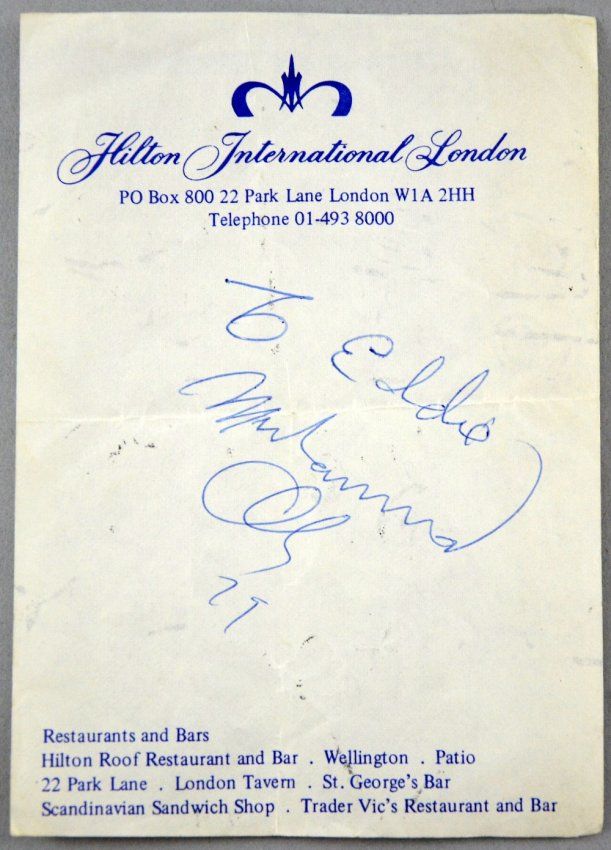 Hilton International London
PO Box 800 22 Park Lane London W1A 2HH
Telephone 01-493 8000
To Eddie
Muhammad
Ali
79
Restaurants and Bars
Hilton Roof Restaurant and Bar . Wellington . Patio
22 Park Lane . London Tavern . St. George's Bar
Scandinavian Sandwich Shop . Trader Vic's Restaurant and Bar